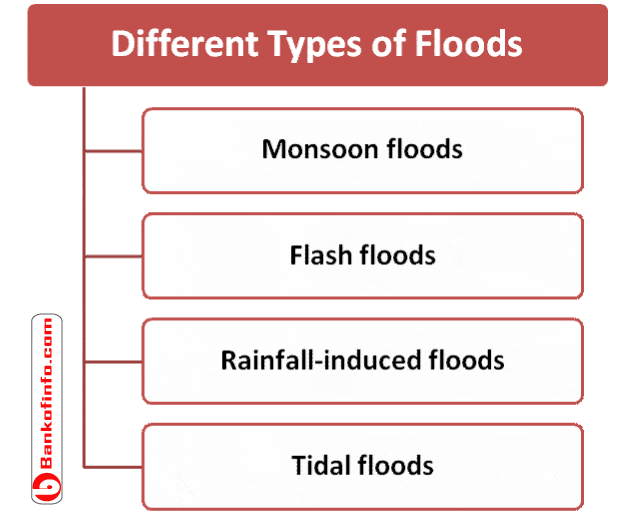 Different Types of Floods
Monsoon floods
Flash floods
Rainfall-induced floods
Tidal floods
Bankofinfo.com